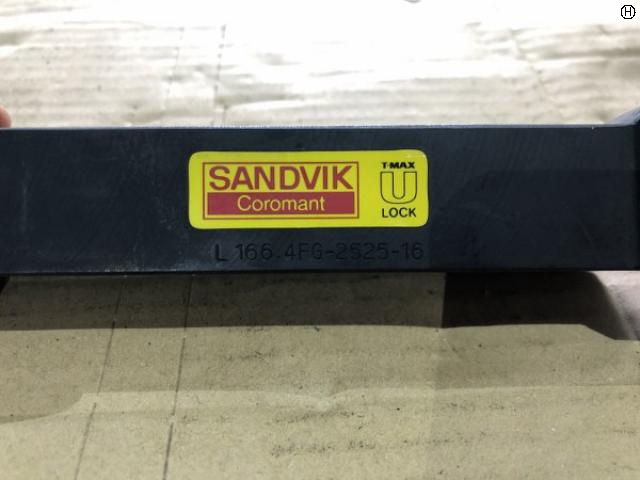 H
SANDVIK
Coromant
T-MAX
U
LOCK
L 166.4FG-2525-16